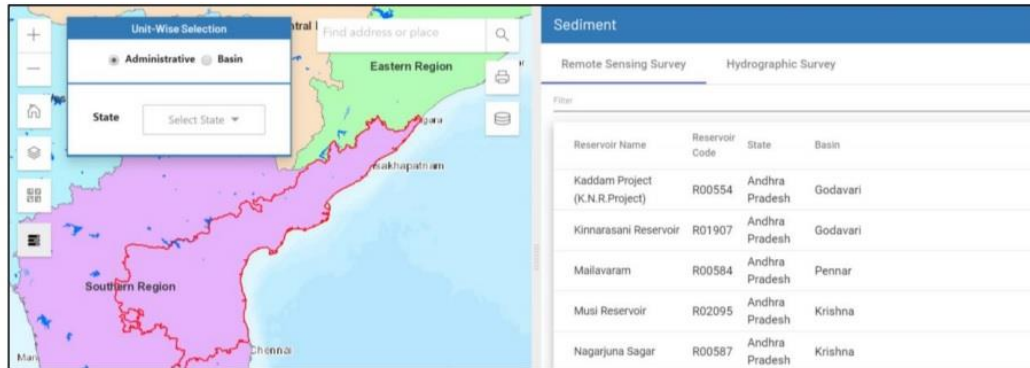 Unit-Wise Selection
Administrative Basin
State Select State
Find address or place
Eastern Region
Southern Region
Chennai
Sediment
Remote Sensing Survey Hydrographic Survey
Filter
Reservoir Name Reservoir Code State Basin
Kaddam Project (K.N.R.Project) R00554 Andhra Pradesh Godavari
Kinnarasani Reservoir R01907 Andhra Pradesh Godavari
Mailavaram R00584 Andhra Pradesh Pennar
Musi Reservoir R02095 Andhra Pradesh Krishna
Nagarjuna Sagar R00587 Andhra Pradesh Krishna